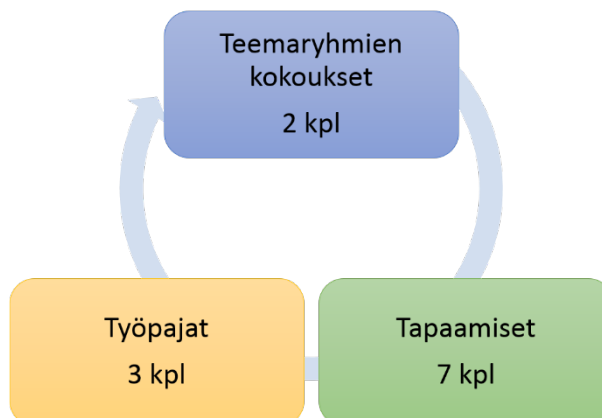 Teemaryhmien
kokoukset
2 kpl
Työpajat
3 kpl
Tapaamiset
7 kpl